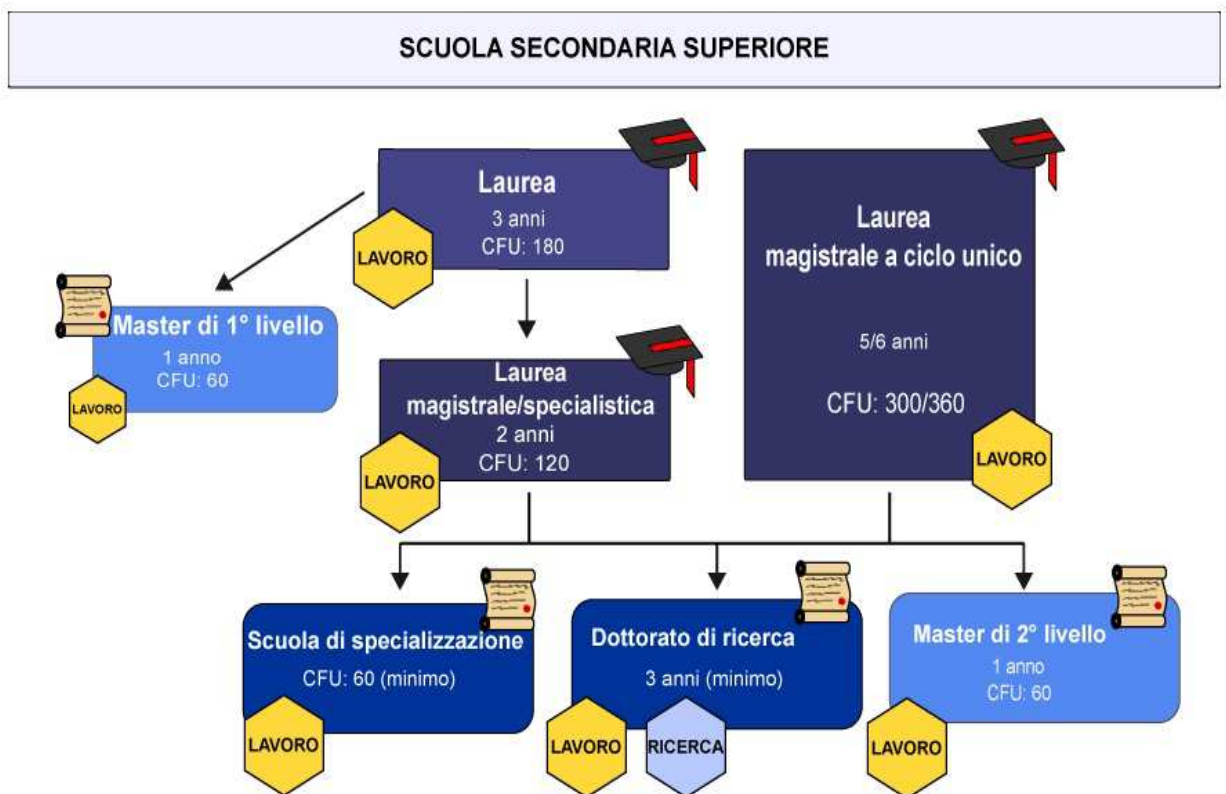 SCUOLA SECONDARIA SUPERIORE
Laurea
3 anni
CFU: 180
LAVORO
Laurea
magistrale a ciclo unico
5/6 anni
CFU: 300/360
LAVORO
Master di 1° livello
1 anno
CFU: 60
LAVORO
Laurea
magistrale/specialistica
2 anni
CFU: 120
LAVORO
Scuola di specializzazione
CFU: 60 (minimo)
LAVORO
Dottorato di ricerca
3 anni (minimo)
LAVORO
RICERCA
Master di 2° livello
1 anno
CFU: 60
LAVORO